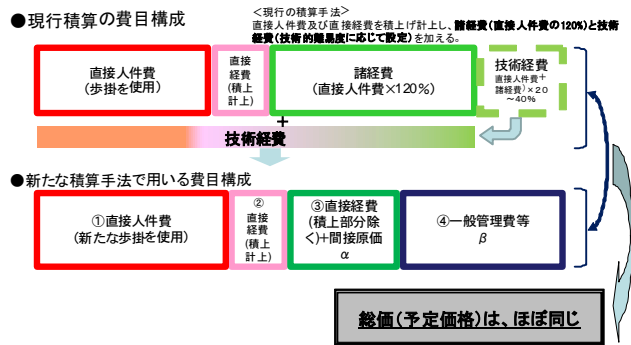 ●現行積算の費目構成
<現行の積算手法>
直接人件費及び直接経費を積上げ計上し、諸経費(直接人件費の120%)と技術
経費(技術的難易度に応じて設定)を加える。
直接人件費
(歩掛を使用)
直接
経費
(積上
計上)
諸経費
(直接人件費×120%)
技術経費
直接人件費+
諸経費)×20
~40%
+
技術経費
●新たな積算手法で用いる費目構成
①直接人件費
(新たな歩掛を使用)
②
直接
経費
(積上
計上)
③直接経費
(積上部分除
く)+間接原価
α
④一般管理費等
β
総価(予定価格)は、ほぼ同じ